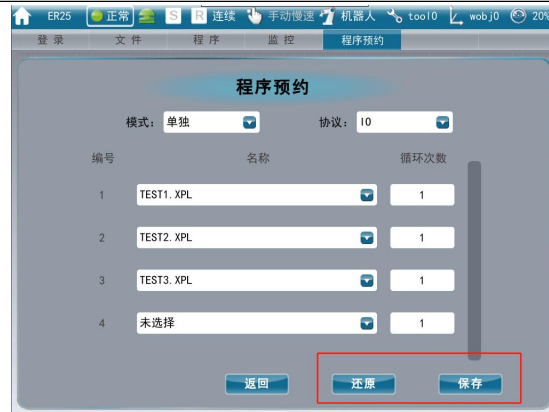 ER25 正常 S R 连续 手动慢速 机器人 tool0 wobj0 20%
登录 文件 程序 监控 程序预约
程序预约
模式: 单独 协议: IO
编号 名称 循环次数
1 TEST1.XPL 1
2 TEST2.XPL 1
3 TEST3.XPL 1
4 未选择 1
返回 还原 保存